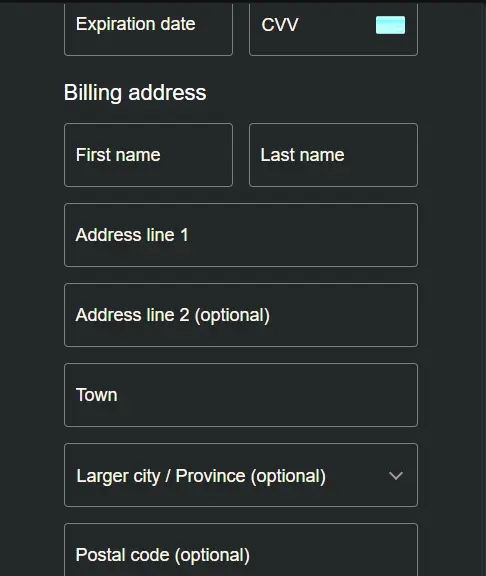 Expiration date
CVV
Billing address
First name
Last name
Address line 1
Address line 2 (optional)
Town
Larger city / Province (optional)
Postal code (optional)